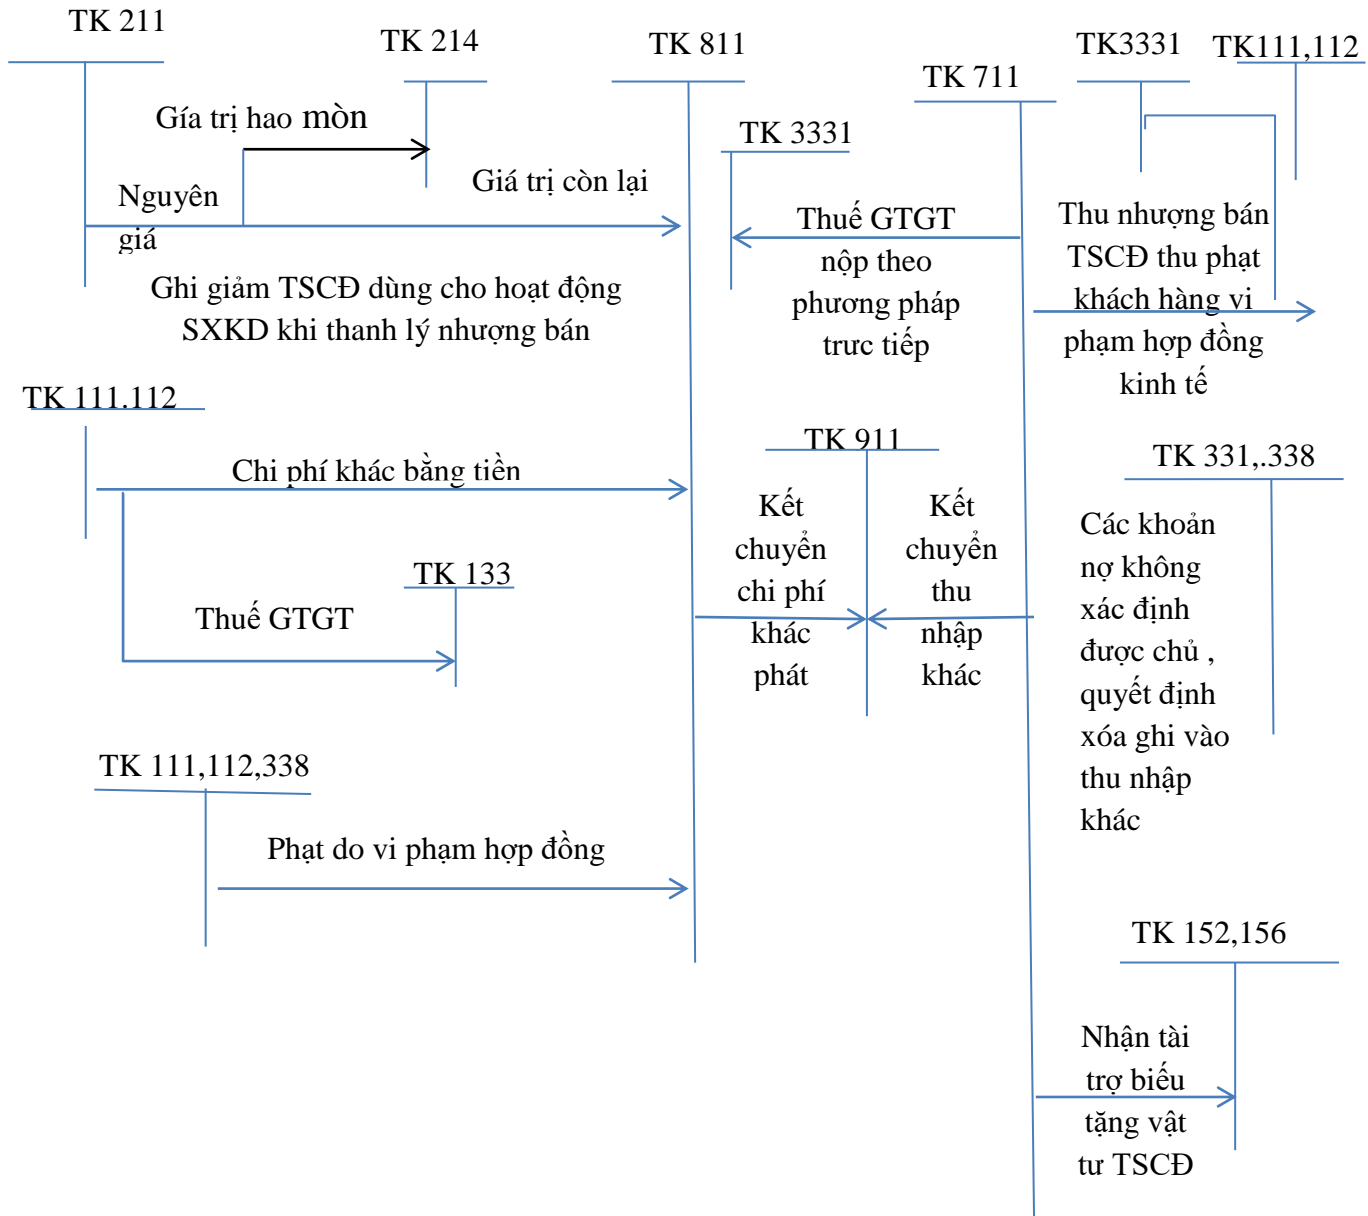 TK 211
TK 214
TK 811
TK 711
TK3331
TK111,112
Gía trị hao mòn
TK 3331
Nguyên
giá
Giá trị còn lại
Ghi giảm TSCĐ dùng cho hoạt động
SXKD khi thanh lý nhượng bán
Thuế GTGT
nộp theo
phương pháp
trưc tiếp
Thu nhượng bán
TSCĐ thu phạt
khách hàng vi
phạm hợp đồng
kinh tế
TK 111.112
Chi phí khác bằng tiền
TK 133
Thuế GTGT
TK 911
Kết
chuyển
chi phí
khác
phát
Kết
chuyển
thu
nhập
khác
TK 331,.338
Các khoản
nợ không
xác định
được chủ ,
quyết định
xóa ghi vào
thu nhập
khác
TK 111,112,338
Phạt do vi phạm hợp đồng
TK 152,156
Nhận tài
trợ biếu
tặng vật
tư TSCĐ